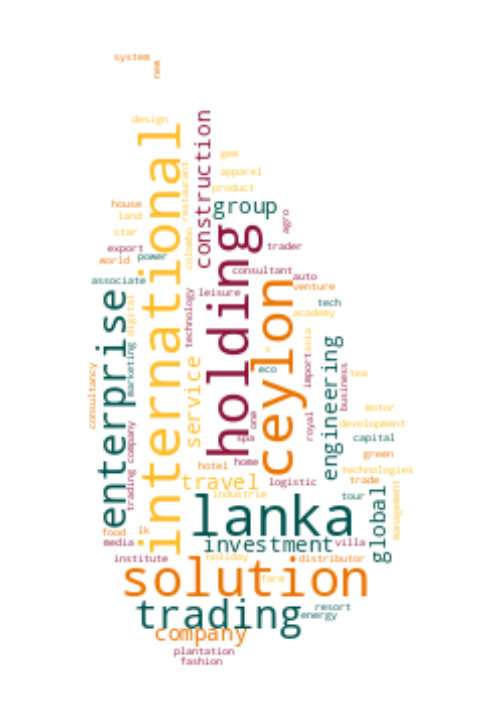 system
new
design
international
construction
gem
apparel
product
restaurant
house
land
group
agro
star
colombo
holding
export
trader
world
power
consultant
auto
associate
leisure
venture
ceylon
enterprise
digital
technology
tech
academy
marketing
service
eco
import
asia
engineering
business
tea
consultancy
motor
one
royal
development
spa
capital
company
trading
hotel
home
green
technologies
travel
logistic
trade
industrie
tour
management
lanka
global
food
lk
media
investment
villa
institute
holiday
distributor
solution
farm
trading
resort
energy
company
plantation
fashion